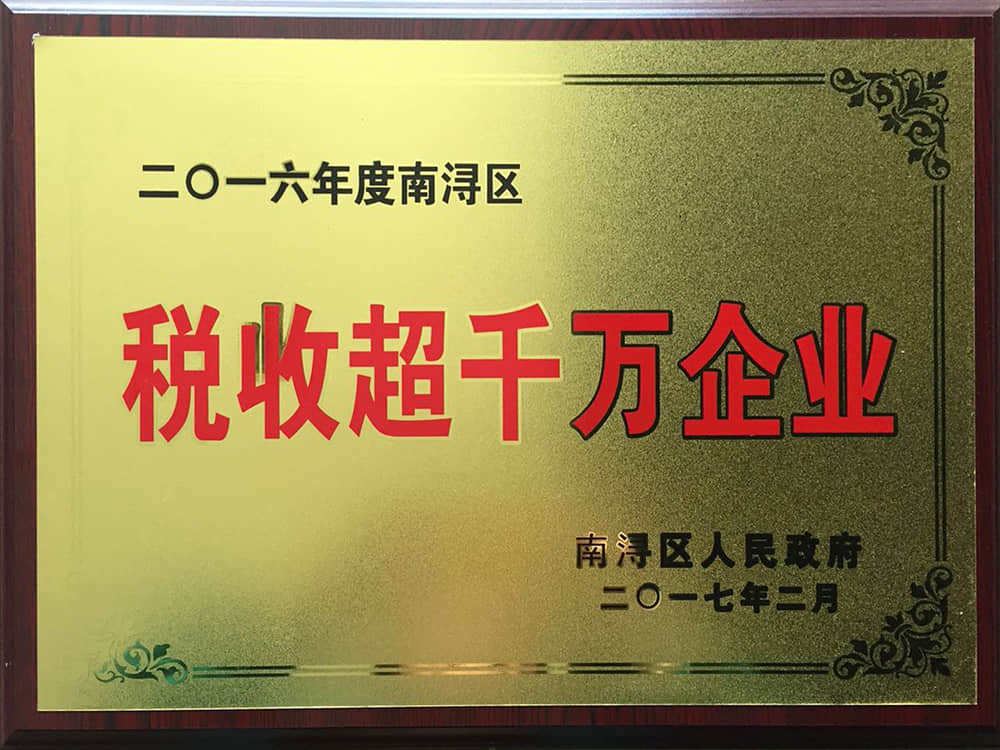 二〇一六年度南浔区
税收超千万企业
南浔区人民政府
二〇一七年二月